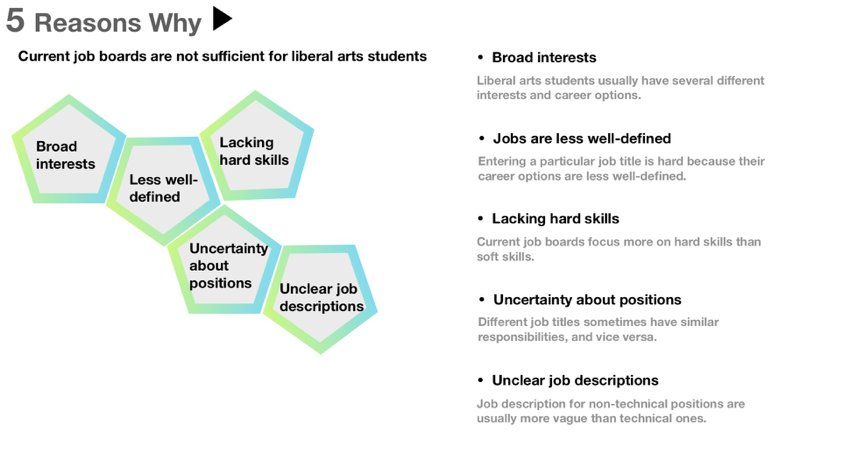 5 Reasons Why
Current job boards are not sufficient for liberal arts students
Broad
interests
Less well-
defined
Lacking
hard skills
Uncertainty
about
positions
Unclear job
descriptions
• Broad interests
Liberal arts students usually have several different
interests and career options.
• Jobs are less well-defined
Entering a particular job title is hard because their
career options are less well-defined.
• Lacking hard skills
Current job boards focus more on hard skills than
soft skills.
• Uncertainty about positions
Different job titles sometimes have similar
responsibilities, and vice versa.
• Unclear job descriptions
Job description for non-technical positions are
usually more vague than technical ones.